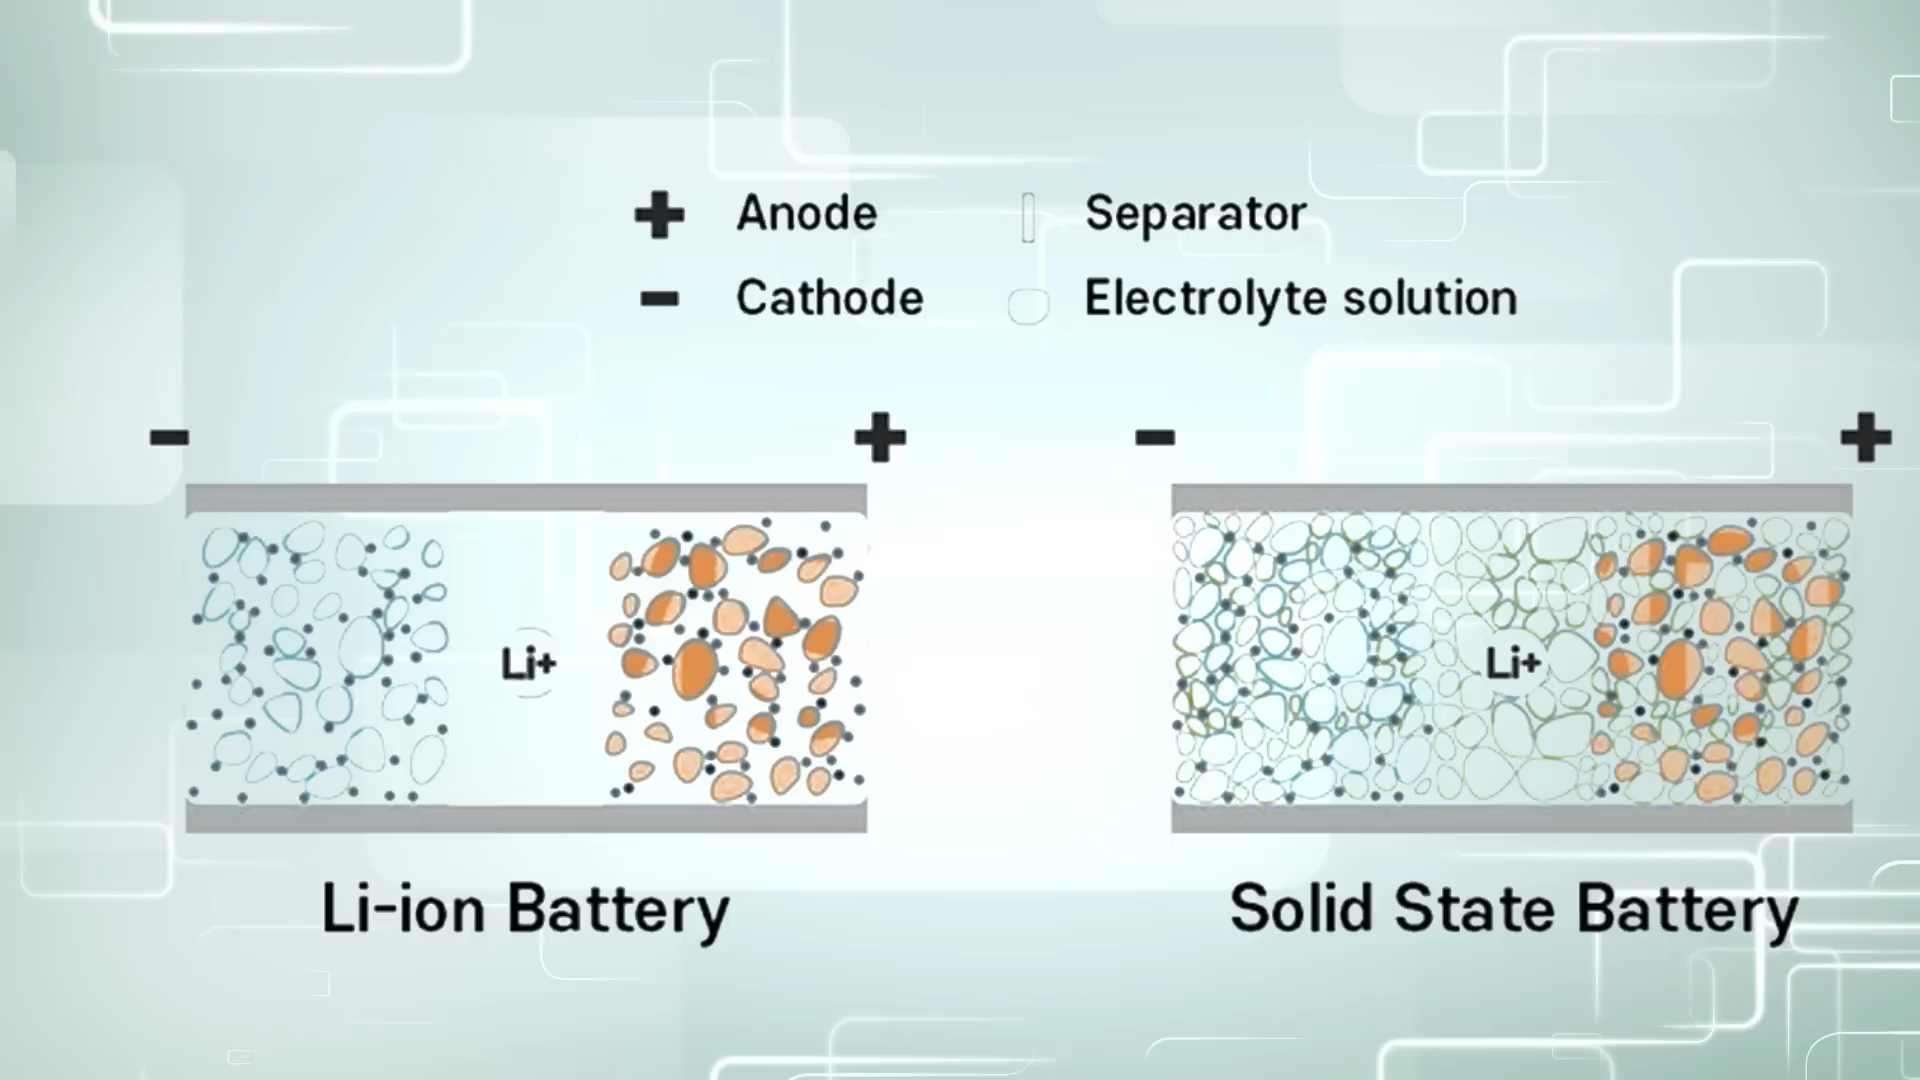 + Anode Separator
- Cathode Electrolyte solution
- + - +
Li+ Li+
Li-ion Battery Solid State Battery